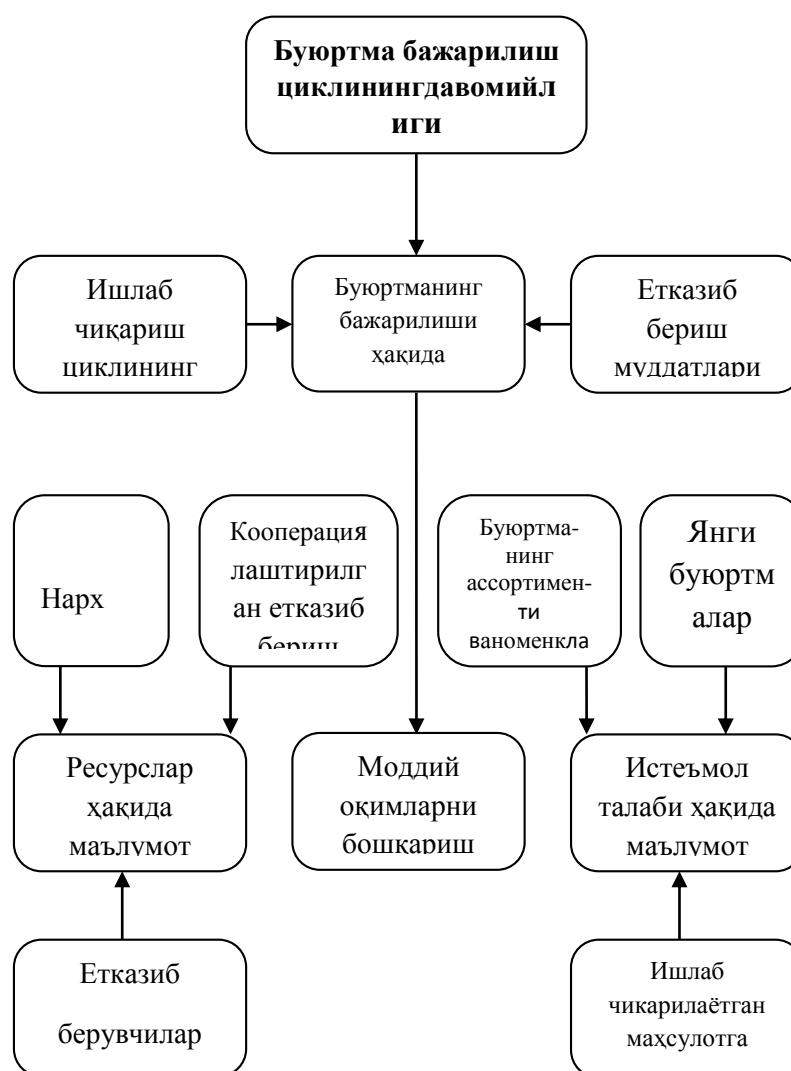 Буюртма бажарилиш
циклинингдавомийл
иги
Ишлаб
чиқариш
циклининг
Буюртманинг
бажарилиши
ҳақида
Етказиб
бериш
муддатлари
Нарх
Кооперация
лаштирилг
ан етказиб
бериш
Буюртма-
нинг
ассортимен-
ти
ваноменкла
Янги
буюртм
алар
Ресурслар
ҳақида
маълумот
Моддий
оқимларни
бошқариш
Истеъмол
талаби ҳақида
маълумот
Етказиб
берувчилар
Ишлаб
чикарилаётган
маҳсулотга